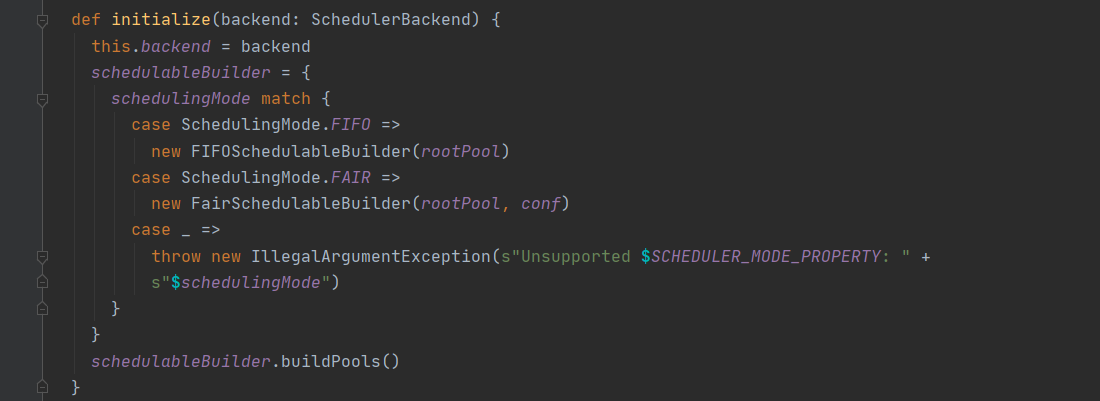 def initialize(backend: SchedulerBackend) {
  this.backend = backend
  schedulableBuilder = {
    schedulingMode match {
      case SchedulingMode.FIFO =>
        new FIFOSchedulableBuilder(rootPool)
      case SchedulingMode.FAIR =>
        new FairSchedulableBuilder(rootPool, conf)
      case _ =>
        throw new IllegalArgumentException(s"Unsupported $SCHEDULER_MODE_PROPERTY: " +
        s"$schedulingMode")
    }
  }
  schedulableBuilder.buildPools()
}